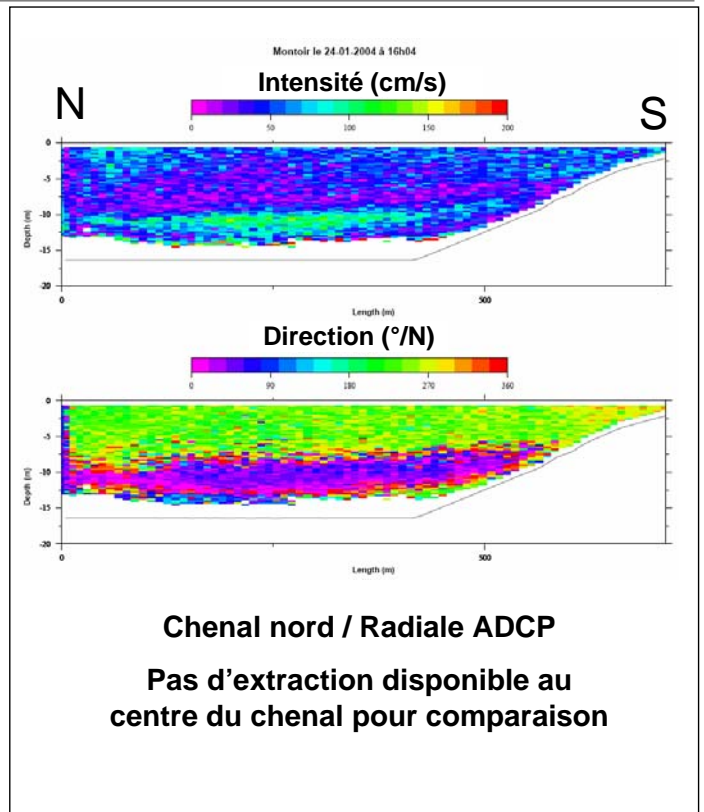 Montoir le 24-01-2004 à 16h04
N
Intensité (cm/s)
S
0 50 100 150 200
0
-5
-10
-15
-20
Depth (m)
0 500
Length (m)
Direction (°/N)
0 90 180 270 360
0
-5
-10
-15
-20
Depth (m)
0 500
Length (m)
Chenal nord / Radiale ADCP
Pas d'extraction disponible au
centre du chenal pour comparaison